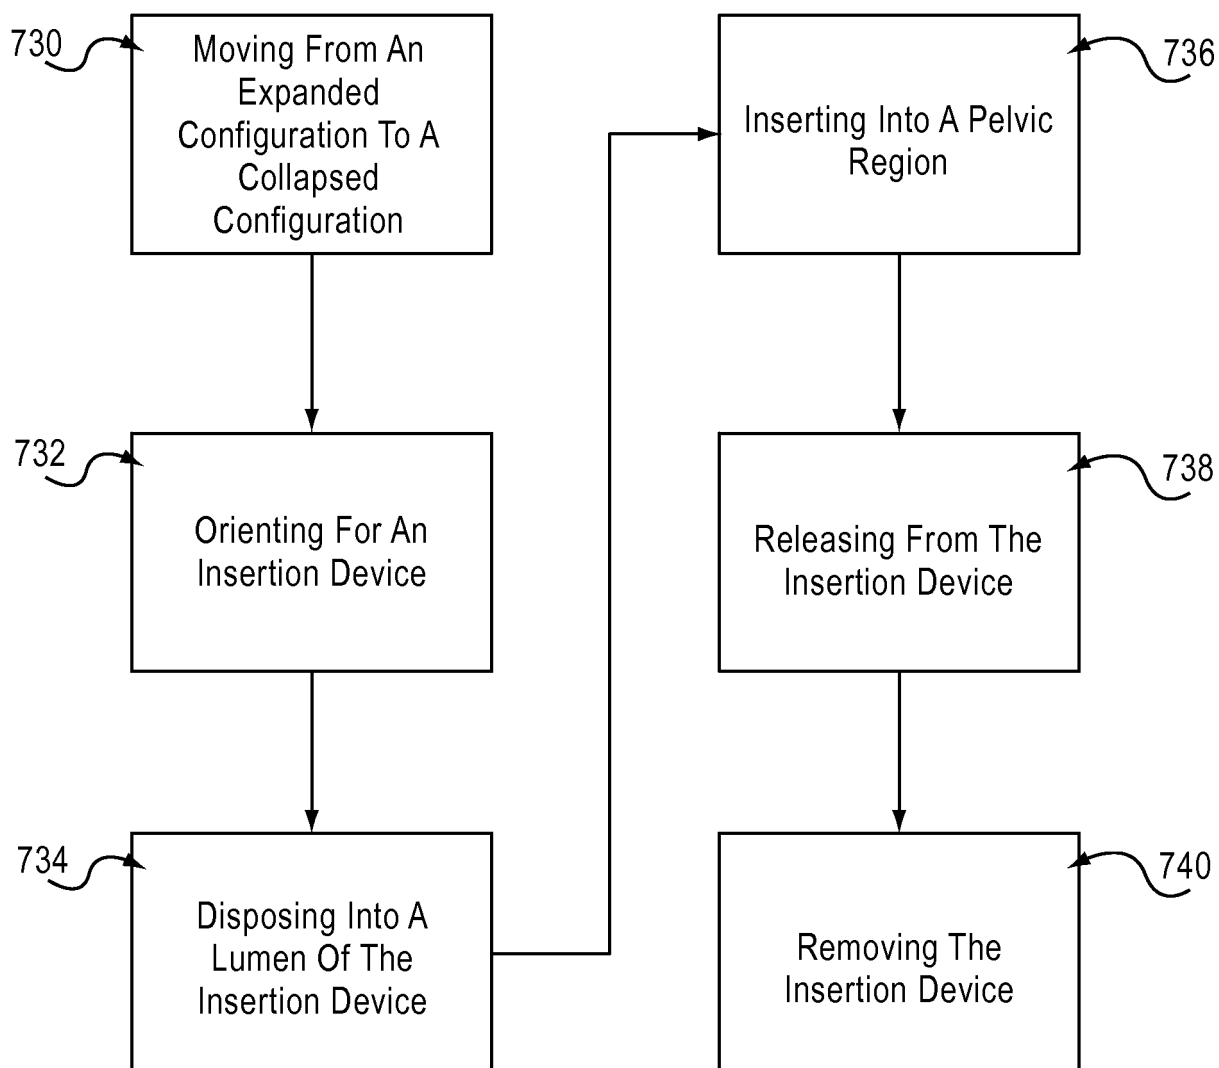 730
Moving From An
Expanded
Configuration To A
Collapsed
Configuration
732
Orienting For An
Insertion Device
734
Disposing Into A
Lumen Of The
Insertion Device
736
Inserting Into A Pelvic
Region
738
Releasing From The
Insertion Device
740
Removing The
Insertion Device